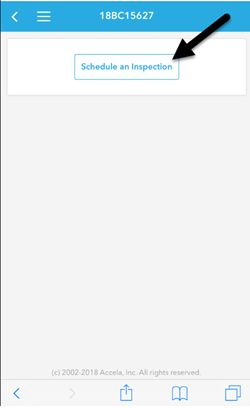 18BC15627
Schedule an Inspection
(c) 2002-2018 Accela, Inc. All rights reserved.